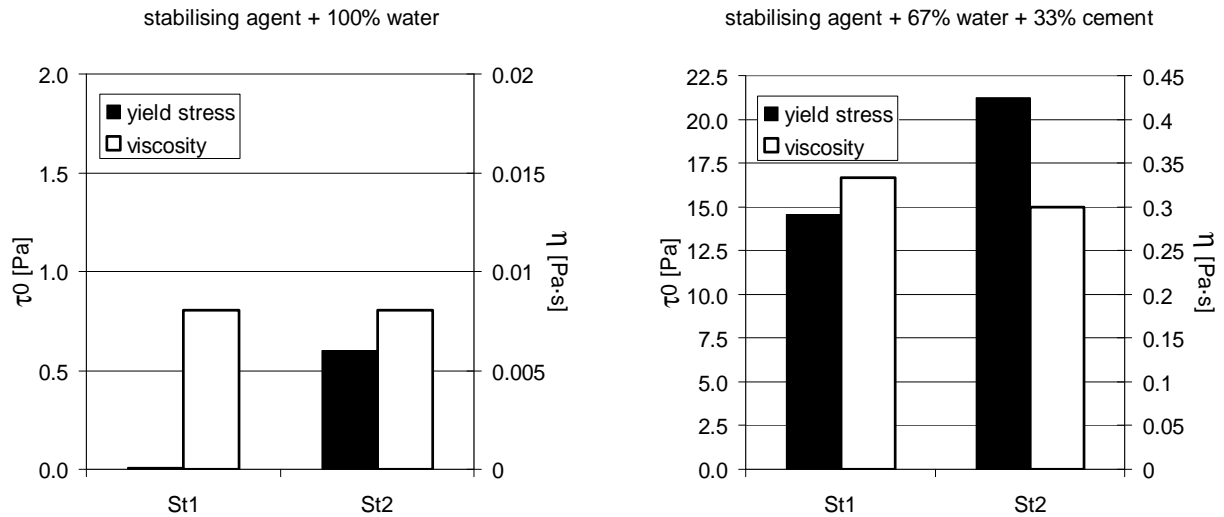 stabilising agent + 100% water
2.0
1.5
1.0
0.5
0.0
τ0 [Pa]
yield stress
viscosity
0.02
0.015
0.01
0.005
0
η [Pa·s]
St1 St2
stabilising agent + 67% water + 33% cement
22.5
20.0
17.5
15.0
12.5
10.0
7.5
5.0
2.5
0.0
τ0 [Pa]
yield stress
viscosity
0.45
0.4
0.35
0.3
0.25
0.2
0.15
0.1
0.05
0
η [Pa·s]
St1 St2